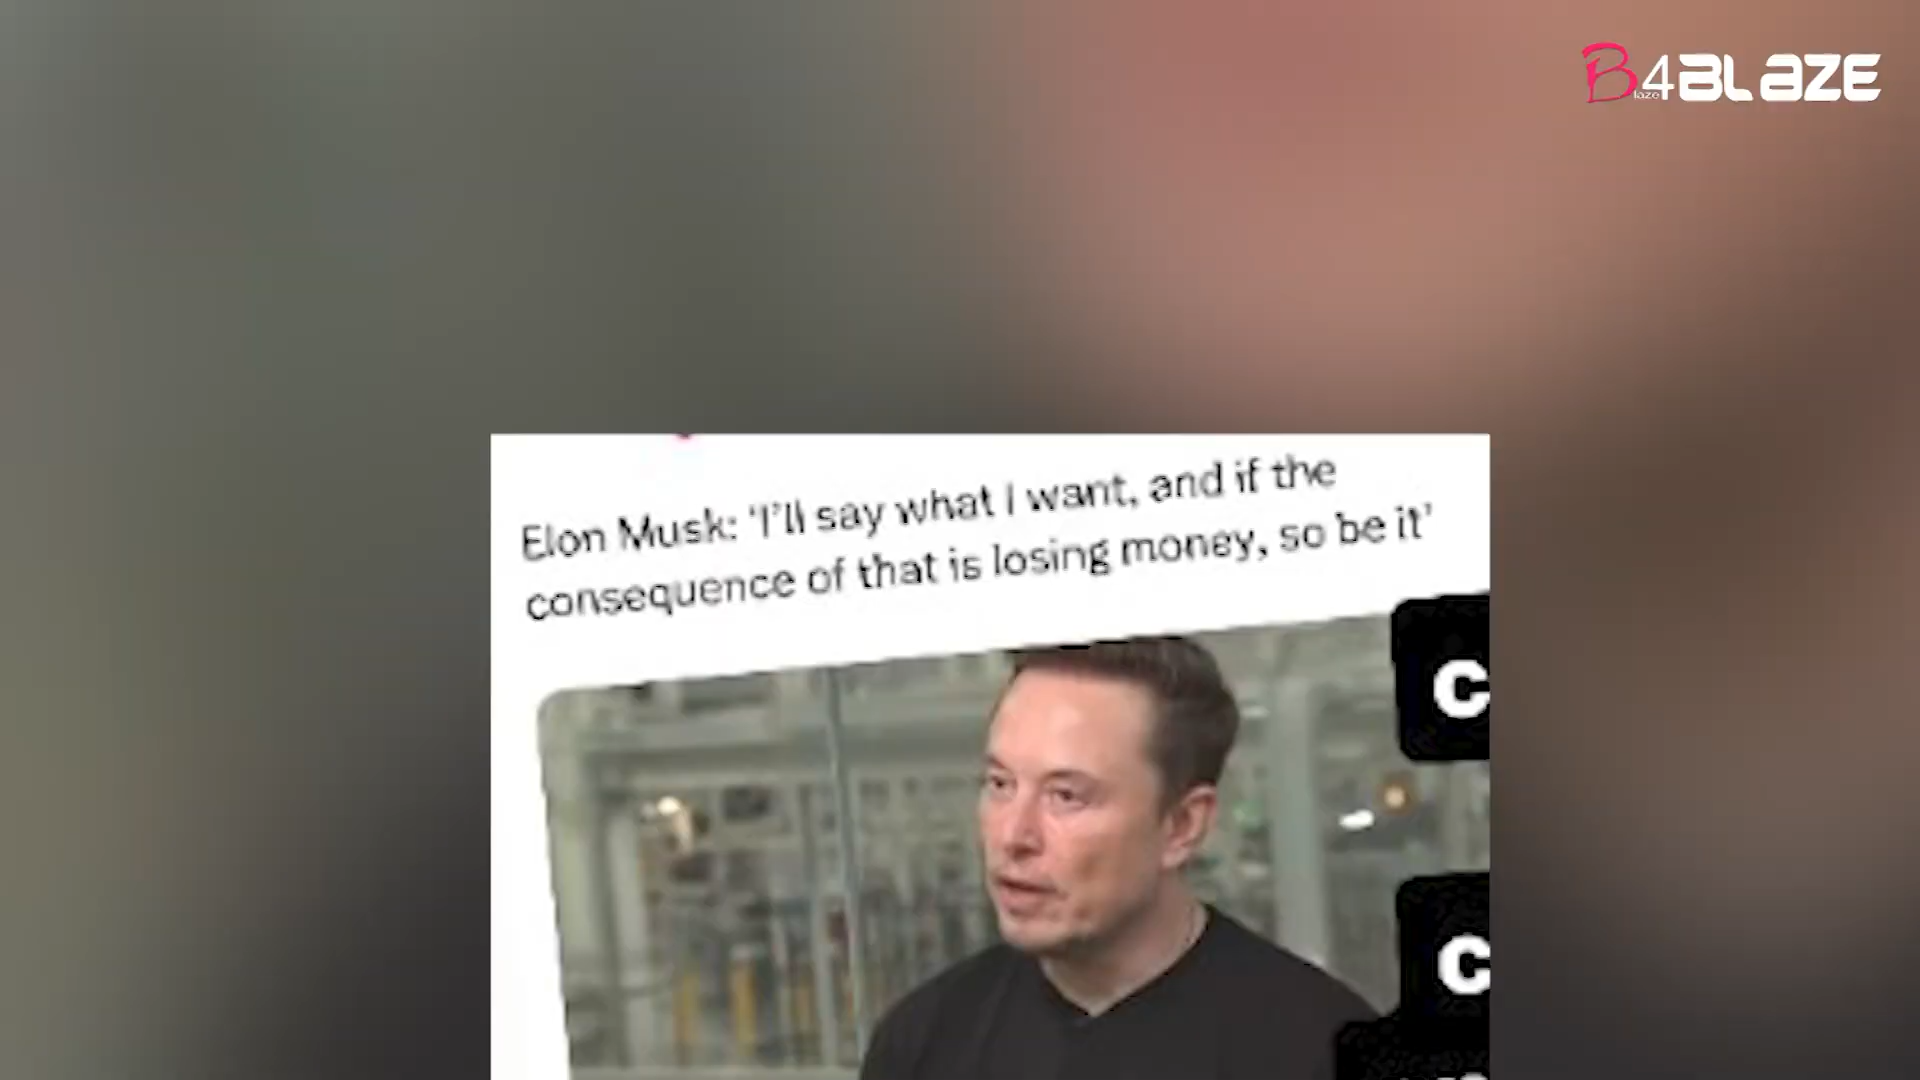 B4BLAZE
laze
Elon Musk: 'I'll say what I want, and if the
consequence of that is losing money, so be it'
C
C